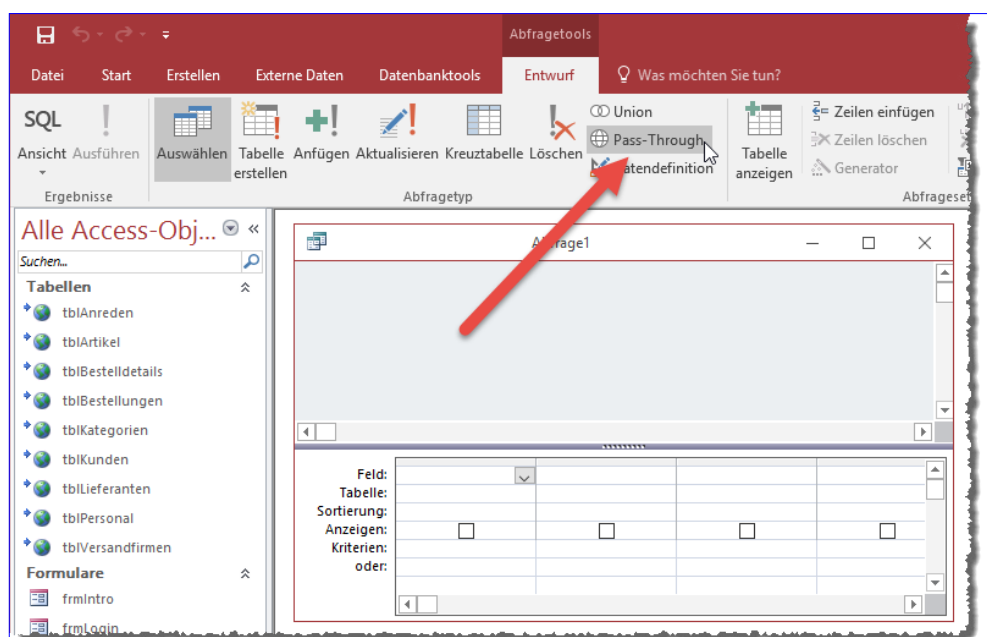 Abfragetools
Datei Start Erstellen Externe Daten Datenbanktools Entwurf Was möchten Sie tun?
SQL
Ansicht Ausführen Auswählen Tabelle erstellen Anfügen Aktualisieren Kreuztabelle Löschen
Union
Pass-Through
Datendefinition
Tabelle anzeigen
Zeilen einfügen
Zeilen löschen
Generator
Ergebnisse Abfragetyp
Alle Access-Obj... «
Suchen...
Tabellen
tblAnreden
tblArtikel
tblBestelldetails
tblBestellungen
tblKategorien
tblKunden
tblLieferanten
tblPersonal
tblVersandfirmen
Formulare
frmIntro
frmLogin
Abfrage1
Feld:
Tabelle:
Sortierung:
Anzeigen:
Kriterien:
oder: